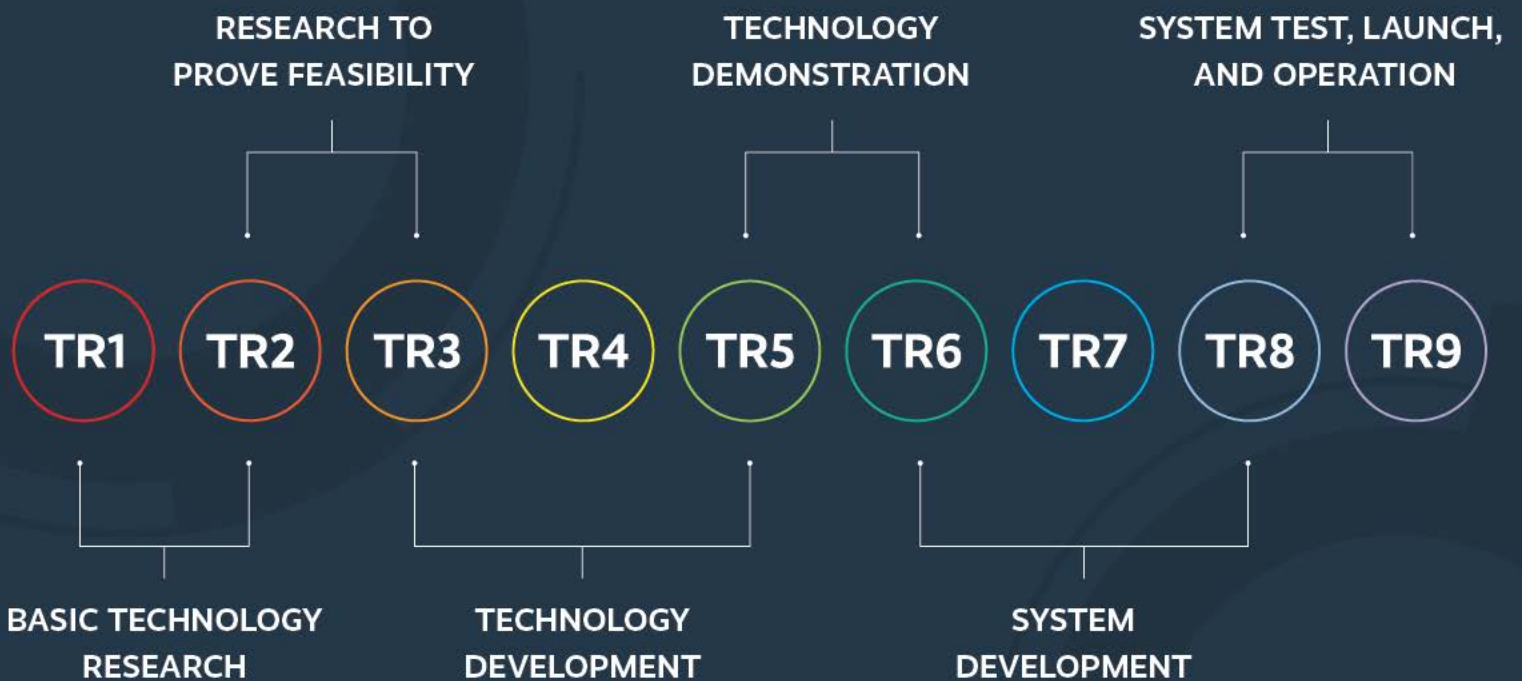 RESEARCH TO
PROVE FEASIBILITY
TECHNOLOGY
DEMONSTRATION
SYSTEM TEST, LAUNCH,
AND OPERATION
TR1
TR2
TR3
TR4
TR5
TR6
TR7
TR8
TR9
BASIC TECHNOLOGY
RESEARCH
TECHNOLOGY
DEVELOPMENT
SYSTEM
DEVELOPMENT